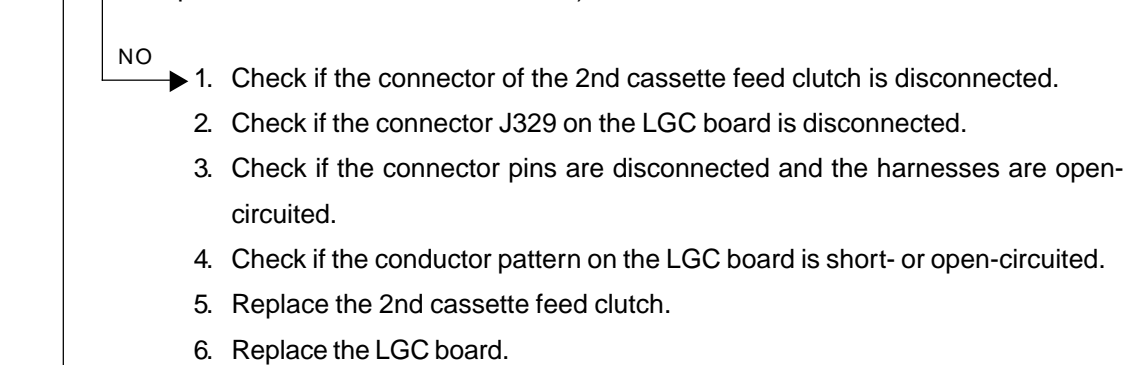 NO
1. Check if the connector of the 2nd cassette feed clutch is disconnected.
2. Check if the connector J329 on the LGC board is disconnected.
3. Check if the connector pins are disconnected and the harnesses are open-
circuited.
4. Check if the conductor pattern on the LGC board is short- or open-circuited.
5. Replace the 2nd cassette feed clutch.
6. Replace the LGC board.